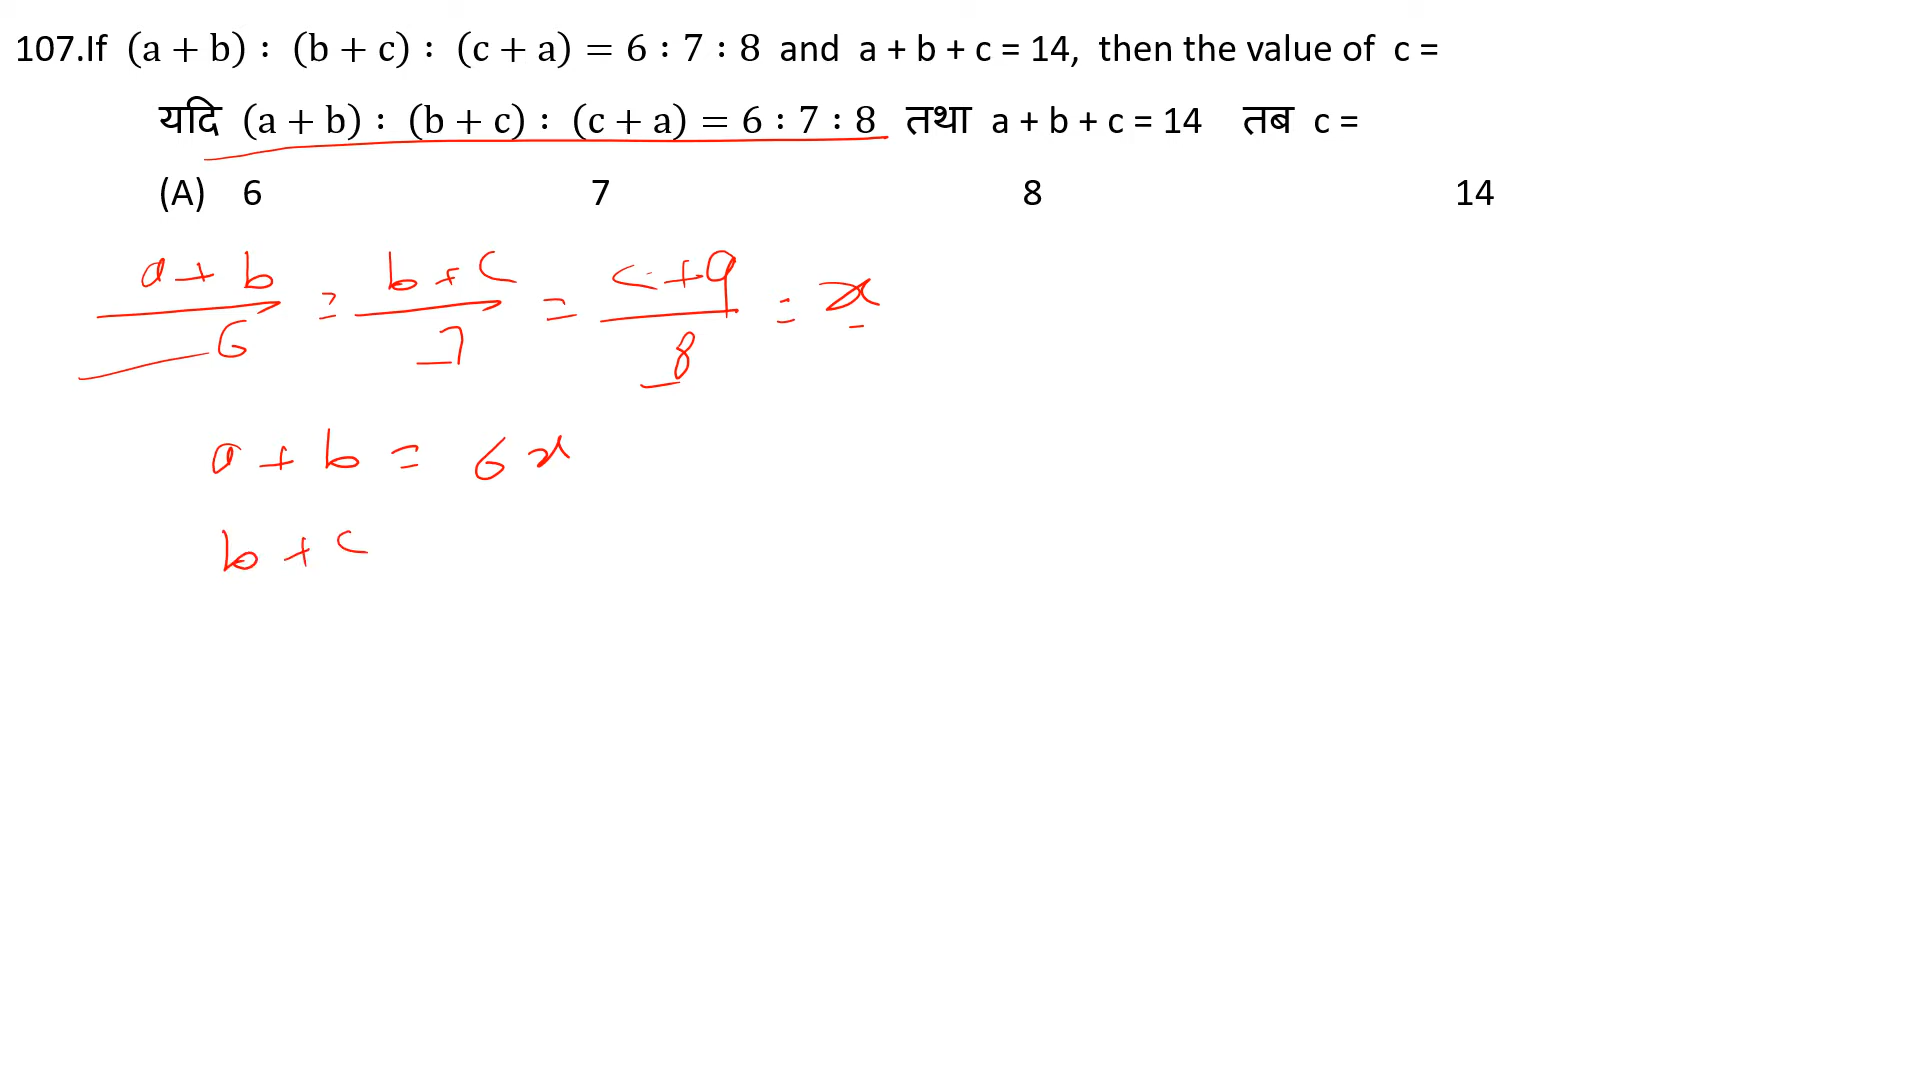 107.If (a + b) : (b + c) : (c + a) = 6 : 7 : 8 and a + b + c = 14, then the value of c =
यदि (a + b) : (b + c) : (c + a) = 6 : 7 : 8 तथा a + b + c = 14 तब c =
(A) 6 7 8 14
a + b / 6 = b + c / 7 = c + a / 8 = x
a + b = 6 x
b + c